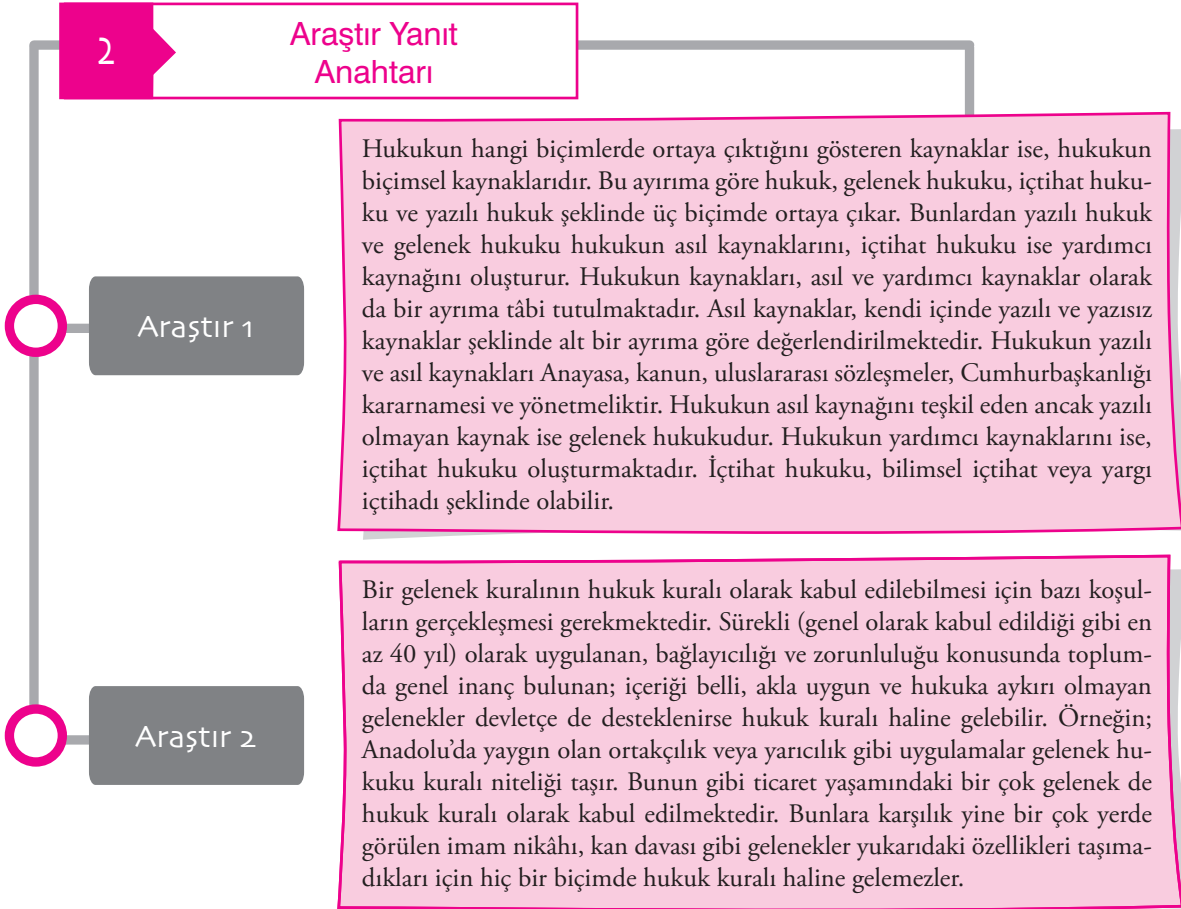 2
Araştır Yanıt
Anahtarı
Araştır 1
Hukukun hangi biçimlerde ortaya çıktığını gösteren kaynaklar ise, hukukun
biçimsel kaynaklarıdır. Bu ayırıma göre hukuk, gelenek hukuku, içtihat huku-
ku ve yazılı hukuk şeklinde üç biçimde ortaya çıkar. Bunlardan yazılı hukuk
ve gelenek hukuku hukukun asıl kaynaklarını, içtihat hukuku ise yardımcı
kaynağını oluşturur. Hukukun kaynakları, asıl ve yardımcı kaynaklar olarak
da bir ayrıma tâbi tutulmaktadır. Asıl kaynaklar, kendi içinde yazılı ve yazısız
kaynaklar şeklinde alt bir ayrıma göre değerlendirilmektedir. Hukukun yazılı
ve asıl kaynakları Anayasa, kanun, uluslararası sözleşmeler, Cumhurbaşkanlığı
kararnamesi ve yönetmeliktir. Hukukun asıl kaynağını teşkil eden ancak yazılı
olmayan kaynak ise gelenek hukukudur. Hukukun yardımcı kaynaklarını ise,
içtihat hukuku oluşturmaktadır. İçtihat hukuku, bilimsel içtihat veya yargı
içtihadı şeklinde olabilir.
Araştır 2
Bir gelenek kuralının hukuk kuralı olarak kabul edilebilmesi için bazı koşul-
ların gerçekleşmesi gerekmektedir. Sürekli (genel olarak kabul edildiği gibi en
az 40 yıl) olarak uygulanan, bağlayıcılığı ve zorunluluğu konusunda toplum-
da genel inanç bulunan; içeriği belli, akla uygun ve hukuka aykırı olmayan
gelenekler devletçe de desteklenirse hukuk kuralı haline gelebilir. Örneğin;
Anadolu’da yaygın olan ortakçılık veya yarıcılık gibi uygulamalar gelenek hu-
kuku kuralı niteliği taşır. Bunun gibi ticaret yaşamındaki bir çok gelenek de
hukuk kuralı olarak kabul edilmektedir. Bunlara karşılık yine bir çok yerde
görülen imam nikâhı, kan davası gibi gelenekler yukarıdaki özellikleri taşıma-
dıkları için hiç bir biçimde hukuk kuralı haline gelemezler.